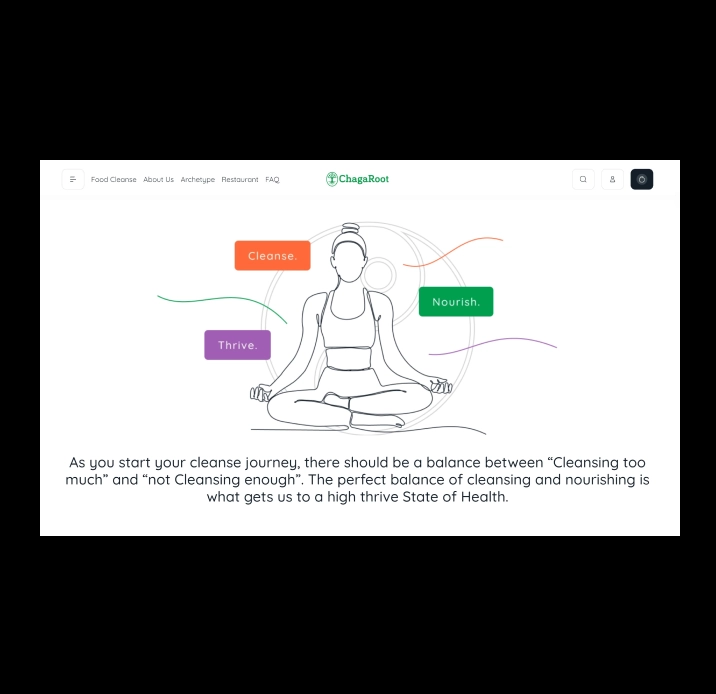 Food Cleanse About Us Archetype Restaurant FAQ ChagaRoot
Cleanse.
Nourish.
Thrive.
As you start your cleanse journey, there should be a balance between “Cleansing too
much” and “not Cleansing enough”. The perfect balance of cleansing and nourishing is
what gets us to a high thrive State of Health.